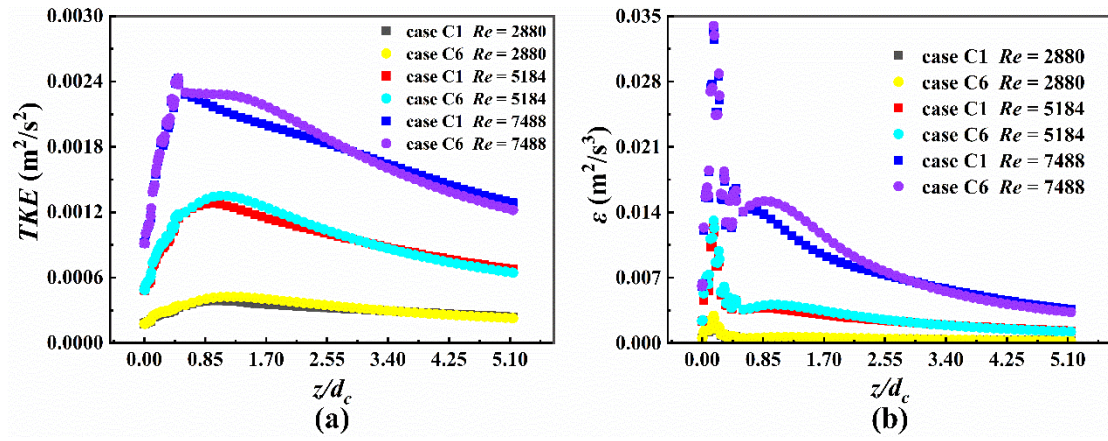 0.0030
0.0024
0.0018
0.0012
0.0006
0.0000
TKE (m²/s²)
case C1 Re = 2880
case C6 Re = 2880
case C1 Re = 5184
case C6 Re = 5184
case C1 Re = 7488
case C6 Re = 7488
0.00 0.85 1.70 2.55 3.40 4.25 5.10
z/d_c
(a)
0.035
0.028
0.021
0.014
0.007
0.000
ε (m²/s³)
case C1 Re = 2880
case C6 Re = 2880
case C1 Re = 5184
case C6 Re = 5184
case C1 Re = 7488
case C6 Re = 7488
0.00 0.85 1.70 2.55 3.40 4.25 5.10
z/d_c
(b)